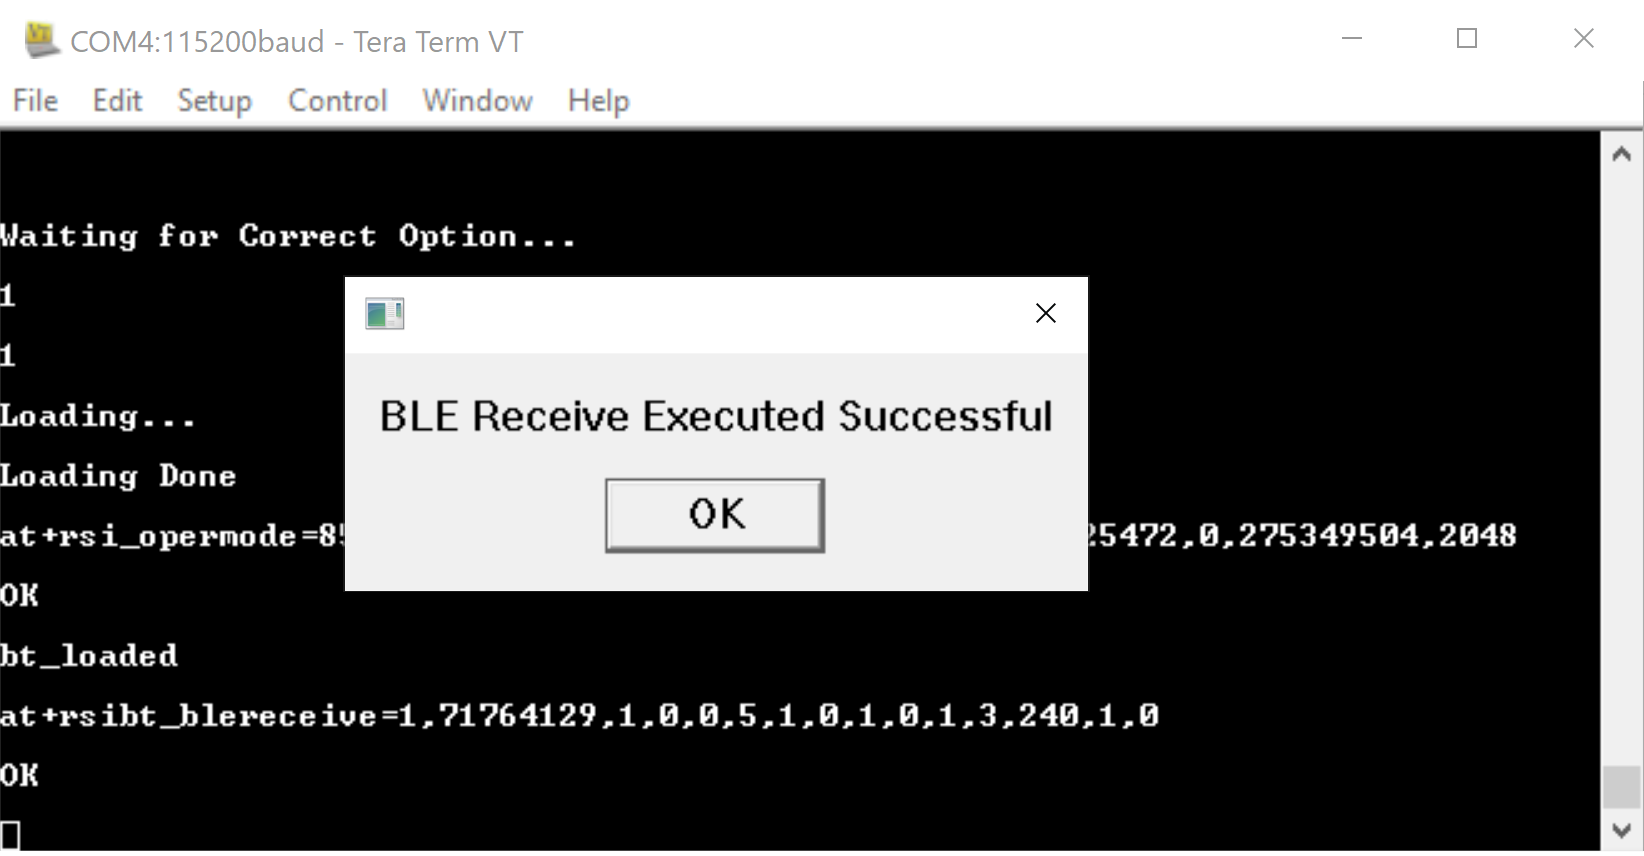 COM4:115200baud - Tera Term VT
File Edit Setup Control Window Help
Waiting for Correct Option...
1
1
Loading...
Loading Done
BLE Receive Executed Successful
OK
at+rsi_opermode=85 25472,0,275349504,2048
OK
bt_loaded
at+rsibt_blereceive=1,71764129,1,0,0,5,1,0,1,0,1,3,240,1,0
OK